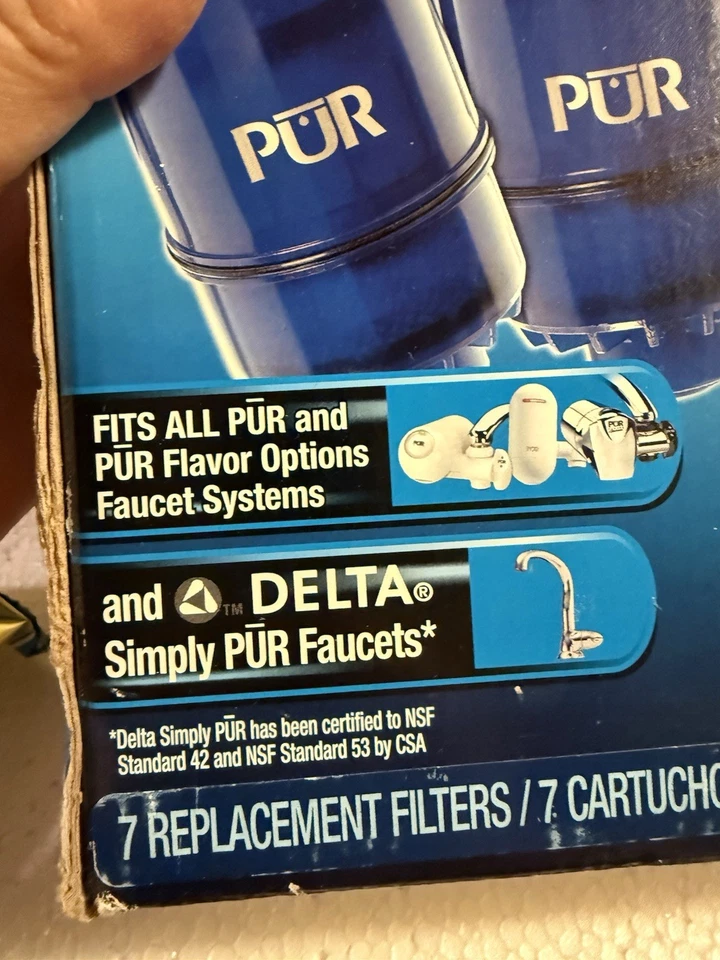 PŪR
PŪR
FITS ALL PŪR and
PŪR Flavor Options
Faucet Systems
and ™ DELTA®
Simply PŪR Faucets*
*Delta Simply PŪR has been certified to NSF
Standard 42 and NSF Standard 53 by CSA
7 REPLACEMENT FILTERS / 7 CARTUCHO